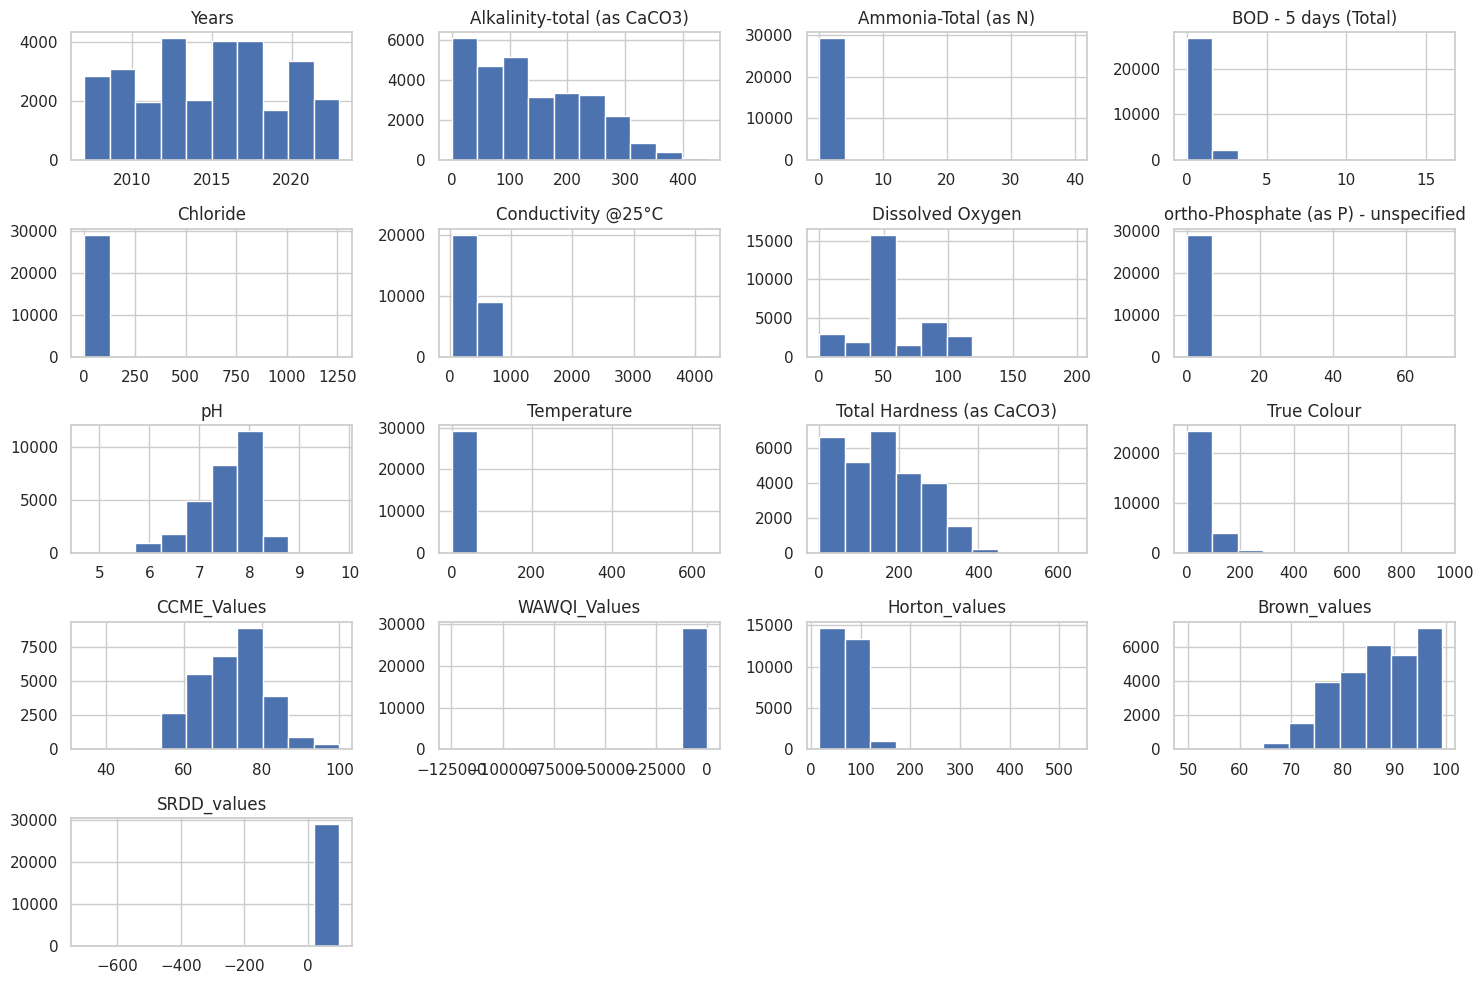 Years
4000
2000
0
2010 2015 2020
Alkalinity-total (as CaCO3)
6000
4000
2000
0
0 100 200 300 400
Ammonia-Total (as N)
30000
20000
10000
0
0 10 20 30 40
BOD - 5 days (Total)
20000
10000
0
0 5 10 15
Chloride
30000
20000
10000
0
0 250 500 750 1000 1250
Conductivity @25°C
20000
10000
0
0 1000 2000 3000 4000
Dissolved Oxygen
15000
10000
5000
0
0 50 100 150 200
ortho-Phosphate (as P) - unspecified
30000
20000
10000
0
0 20 40 60
pH
10000
5000
0
5 6 7 8 9 10
Temperature
30000
20000
10000
0
0 200 400 600
Total Hardness (as CaCO3)
6000
4000
2000
0
0 200 400 600
True Colour
20000
10000
0
0 200 400 600 800 1000
CCME_Values
7500
5000
2500
0
40 60 80 100
WAWQI_Values
30000
20000
10000
0
−125000 −100000 −75000 −50000 −25000 0
Horton_values
15000
10000
5000
0
0 100 200 300 400 500
Brown_values
6000
4000
2000
0
50 60 70 80 90 100
SRDD_values
30000
20000
10000
0
−600 −400 −200 0